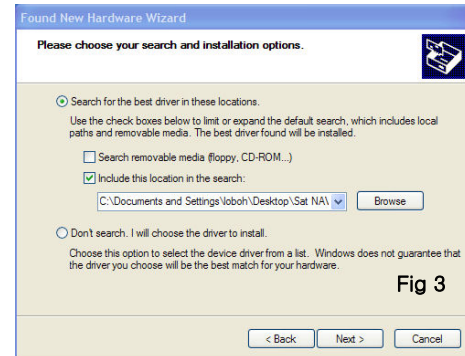 Found New Hardware Wizard
Please choose your search and installation options.
Search for the best driver in these locations.
Use the check boxes below to limit or expand the default search, which includes local
paths and removable media. The best driver found will be installed.
Search removable media (floppy, CD-ROM...)
Include this location in the search:
C:\Documents and Settings\loboh\Desktop\Sat NA\
Browse
Don't search. I will choose the driver to install.
Choose this option to select the device driver from a list. Windows does not guarantee that
the driver you choose will be the best match for your hardware.
Fig 3
< Back Next > Cancel